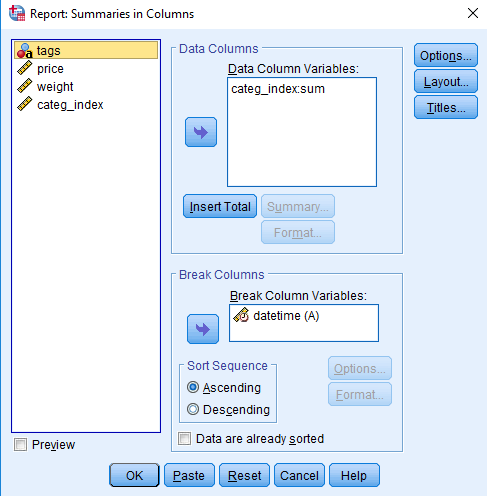 Report: Summaries in Columns
tags
price
weight
categ_index
Data Columns
Data Column Variables:
categ_index:sum
Insert Total
Summary...
Format...
Options...
Layout...
Titles...
Break Columns
Break Column Variables:
datetime (A)
Sort Sequence
Ascending
Descending
Options...
Format...
Data are already sorted
Preview
OK
Paste
Reset
Cancel
Help